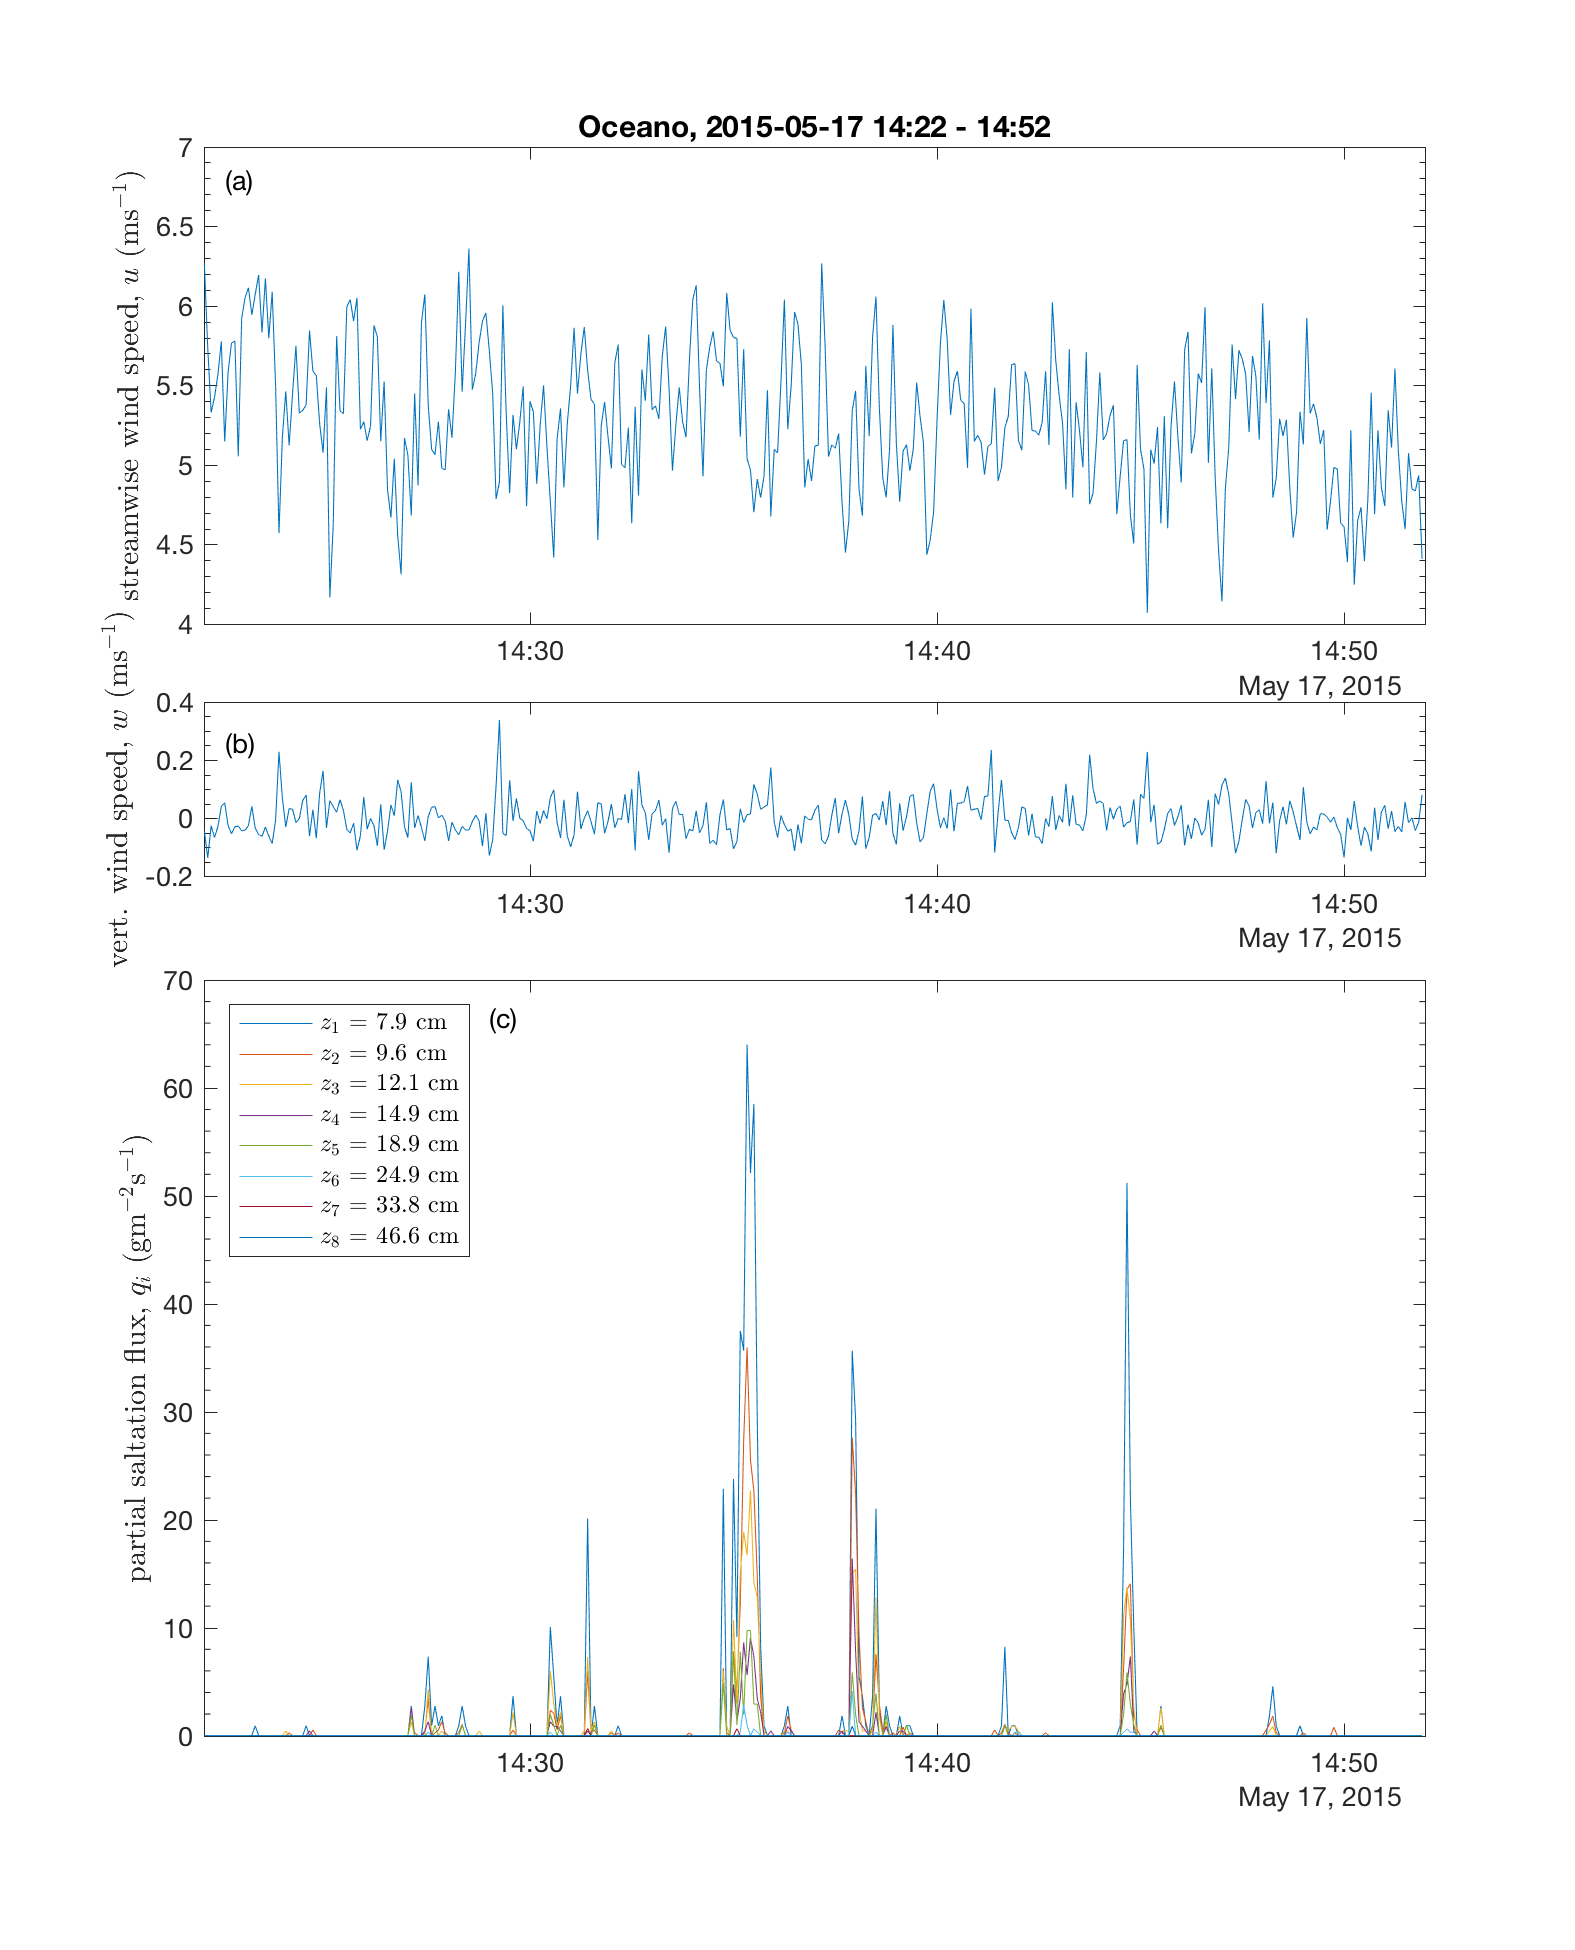 Oceano, 2015-05-17 14:22 - 14:52
(a)
streamwise wind speed, u (ms⁻¹)
7
6.5
6
5.5
5
4.5
4
14:30 14:40 14:50
May 17, 2015
(b)
vert. wind speed, w (ms⁻¹)
0.4
0.2
0
-0.2
14:30 14:40 14:50
May 17, 2015
(c)
partial saltation flux, qᵢ (gm⁻²s⁻¹)
70
60
50
40
30
20
10
0
z₁ = 7.9 cm
z₂ = 9.6 cm
z₃ = 12.1 cm
z₄ = 14.9 cm
z₅ = 18.9 cm
z₆ = 24.9 cm
z₇ = 33.8 cm
z₈ = 46.6 cm
14:30 14:40 14:50
May 17, 2015